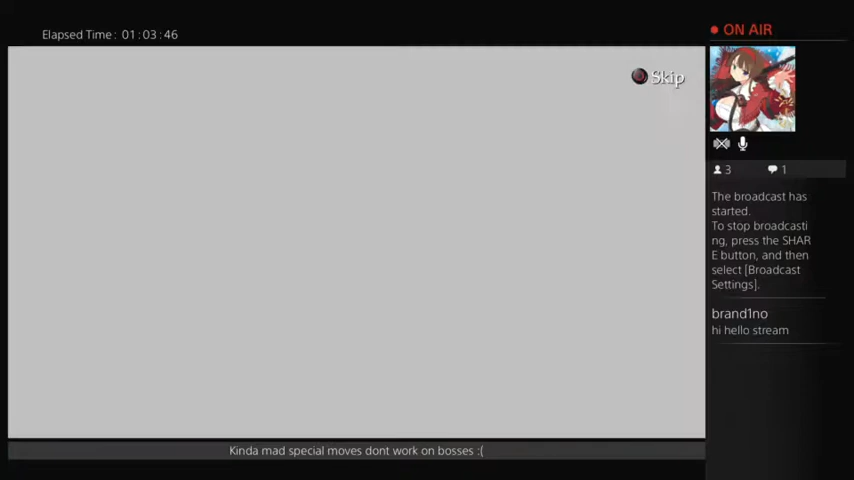 Elapsed Time: 01:03:46
ON AIR
Skip
3
1
The broadcast has
started.
To stop broadcasti
ng, press the SHAR
E button, and then
select [Broadcast
Settings].
brand1no
hi hello stream
Kinda mad special moves dont work on bosses :(